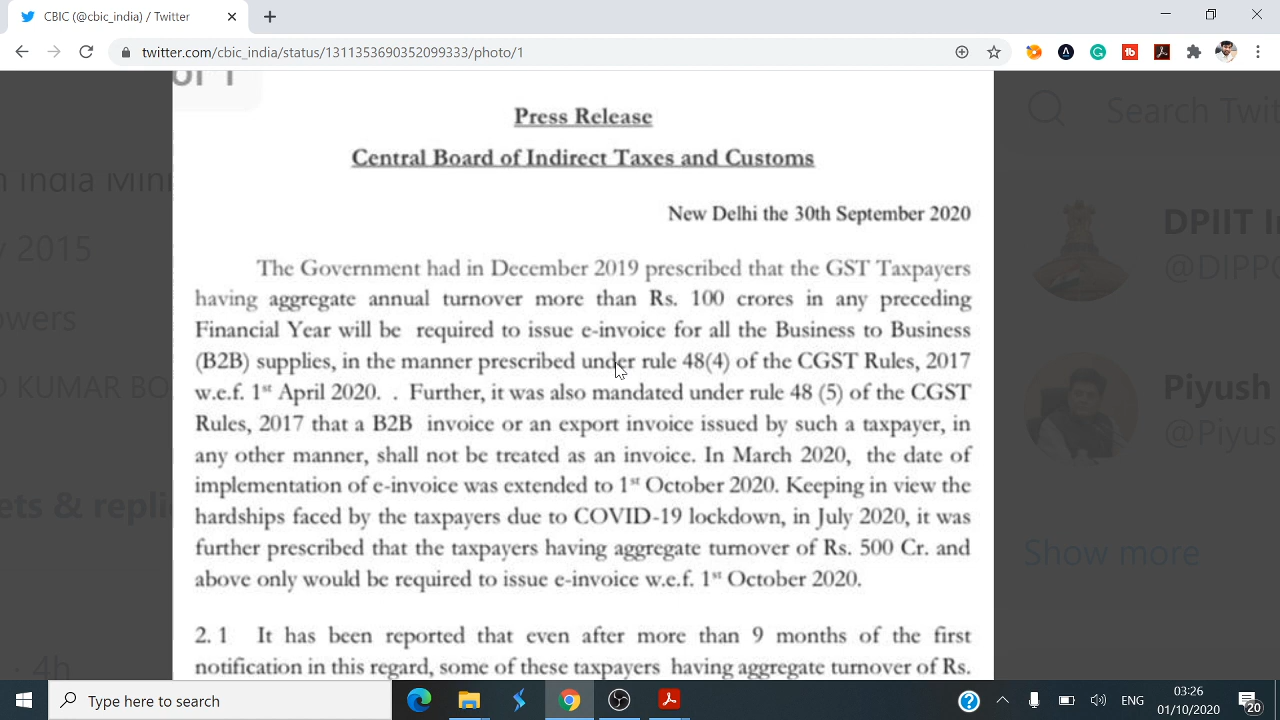 CBIC (@cbic_india) / Twitter
twitter.com/cbic_india/status/1311353690352099333/photo/1
of 1
Press Release
Central Board of Indirect Taxes and Customs
New Delhi the 30th September 2020
The Government had in December 2019 prescribed that the GST Taxpayers
having aggregate annual turnover more than Rs. 100 crores in any preceding
Financial Year will be required to issue e-invoice for all the Business to Business
(B2B) supplies, in the manner prescribed under rule 48(4) of the CGST Rules, 2017
w.e.f. 1st April 2020. . Further, it was also mandated under rule 48 (5) of the CGST
Rules, 2017 that a B2B invoice or an export invoice issued by such a taxpayer, in
any other manner, shall not be treated as an invoice. In March 2020, the date of
implementation of e-invoice was extended to 1st October 2020. Keeping in view the
hardships faced by the taxpayers due to COVID-19 lockdown, in July 2020, it was
further prescribed that the taxpayers having aggregate turnover of Rs. 500 Cr. and
above only would be required to issue e-invoice w.e.f. 1st October 2020.
2. 1 It has been reported that even after more than 9 months of the first
notification in this regard, some of these taxpayers having aggregate turnover of Rs.
India
2015
D KUMAR BO
ets & repli
· 4h
Search Twit
DPIIT I
@DIPP
Piyush
@Piyus
Show more
Type here to search
ENG
03:26
01/10/2020
20